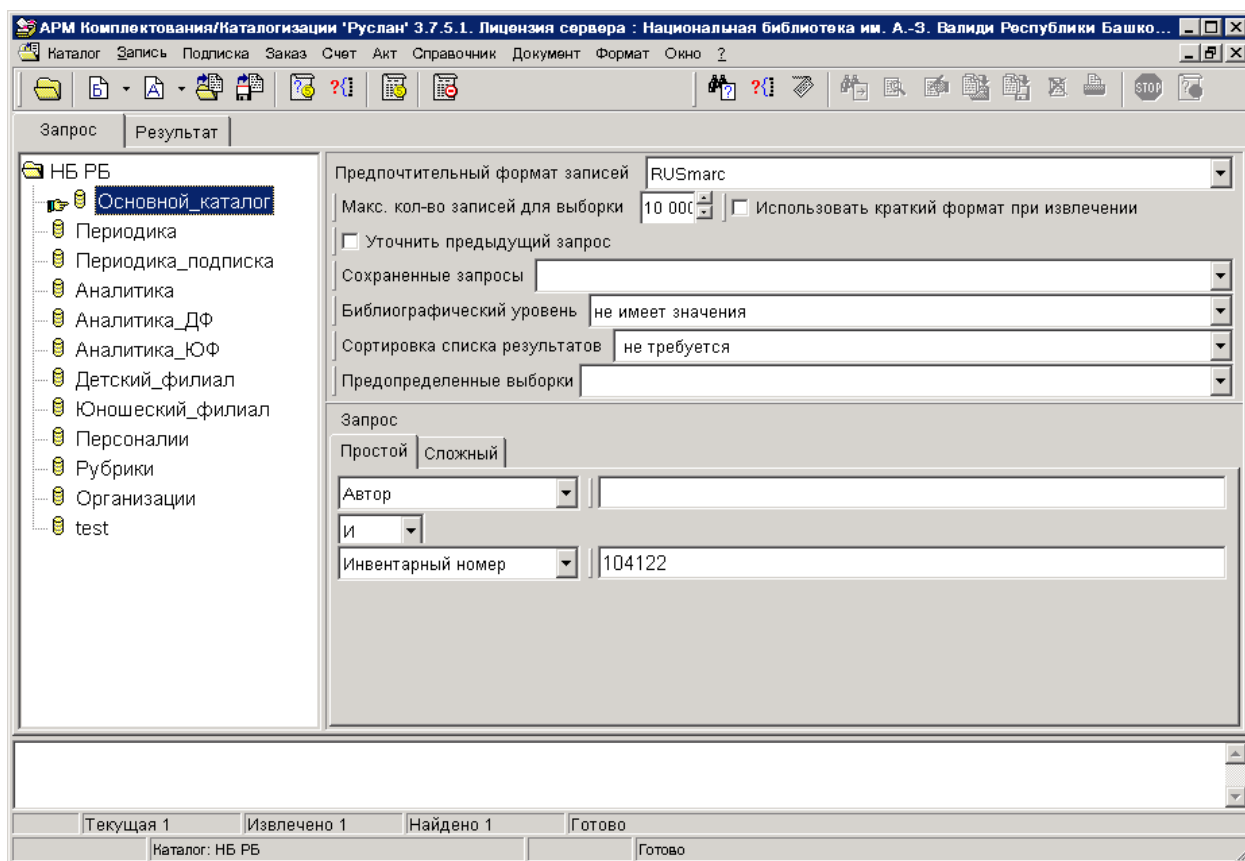 АРМ Комплектования/Каталогизации 'Руслан' 3.7.5.1. Лицензия сервера : Национальная библиотека им. А.-З. Валиди Республики Башко...
Каталог Запись Подписка Заказ Счет Акт Справочник Документ Формат Окно ?
Б А ?{} ?{} STOP
Запрос Результат
НБ РБ
Основной_каталог
Периодика
Периодика_подписка
Аналитика
Аналитика_ДФ
Аналитика_ЮФ
Детский_филиал
Юношеский_филиал
Персоналии
Рубрики
Организации
test
Предпочтительный формат записей RUSmarc
Макс. кол-во записей для выборки 10 000 Использовать краткий формат при извлечении
Уточнить предыдущий запрос
Сохраненные запросы
Библиографический уровень не имеет значения
Сортировка списка результатов не требуется
Предопределенные выборки
Запрос
Простой Сложный
Автор
И
Инвентарный номер 104122
Текущая 1 Извлечено 1 Найдено 1 Готово
Каталог: НБ РБ Готово